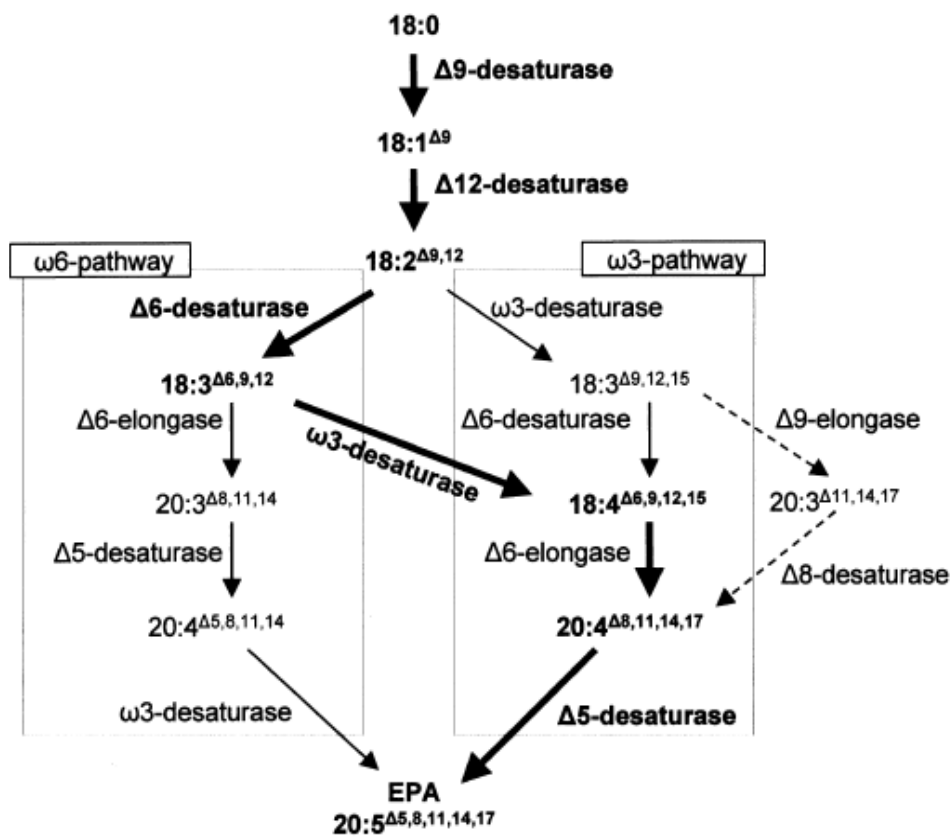 18:0
Δ9-desaturase
18:1Δ9
Δ12-desaturase
ω6-pathway
18:2Δ9,12
ω3-pathway
Δ6-desaturase
ω3-desaturase
18:3Δ6,9,12
18:3Δ9,12,15
Δ6-elongase
ω3-desaturase
Δ6-desaturase
Δ9-elongase
20:3Δ8,11,14
18:4Δ6,9,12,15
20:3Δ11,14,17
Δ5-desaturase
Δ6-elongase
Δ8-desaturase
20:4Δ5,8,11,14
20:4Δ8,11,14,17
ω3-desaturase
Δ5-desaturase
EPA
20:5Δ5,8,11,14,17